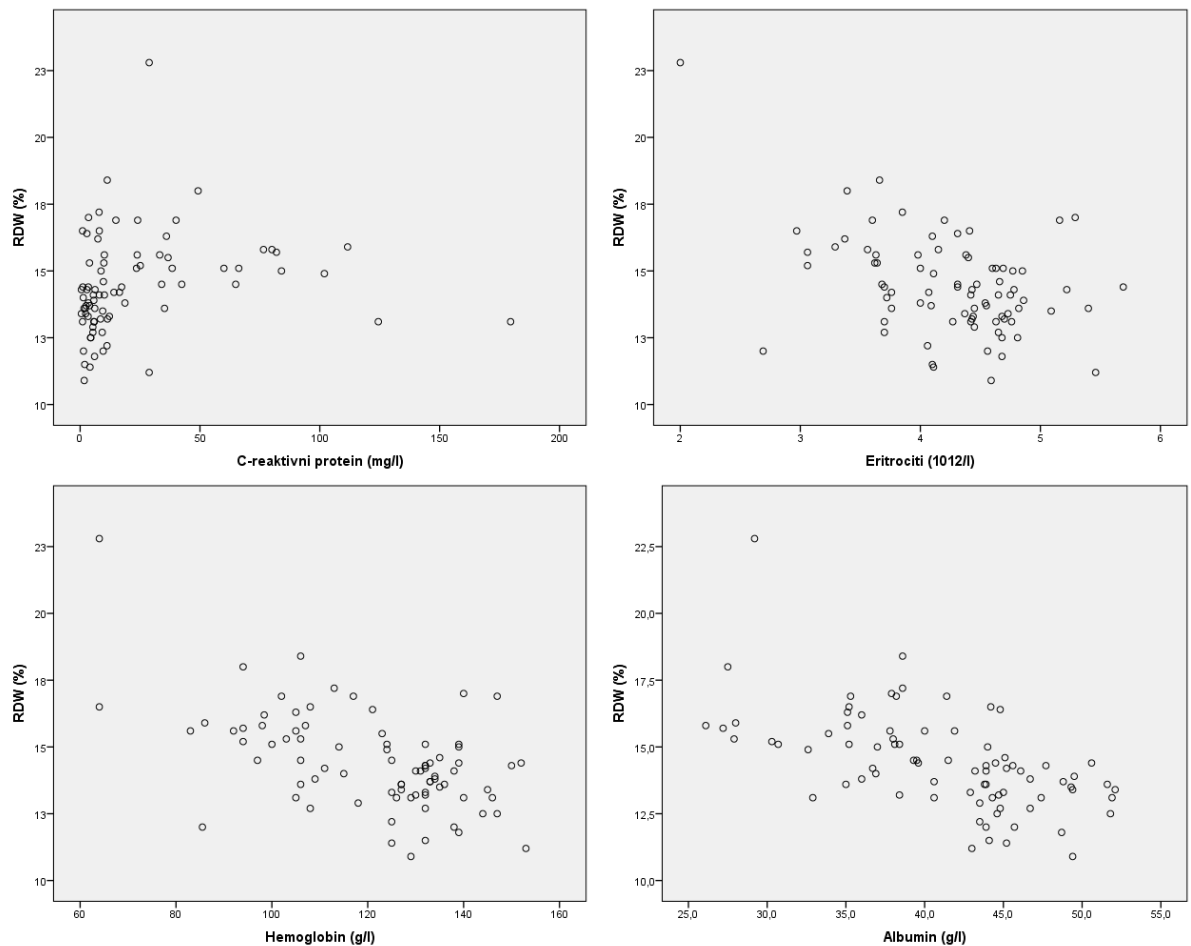 23
20
18
15
13
10
RDW (%)
0 50 100 150 200
C-reaktivni protein (mg/l)
23
20
18
15
13
10
RDW (%)
2 3 4 5 6
Eritrociti (1012/l)
23
20
18
15
13
10
RDW (%)
60 80 100 120 140 160
Hemoglobin (g/l)
22,5
20,0
17,5
15,0
12,5
10,0
RDW (%)
25,0 30,0 35,0 40,0 45,0 50,0 55,0
Albumin (g/l)